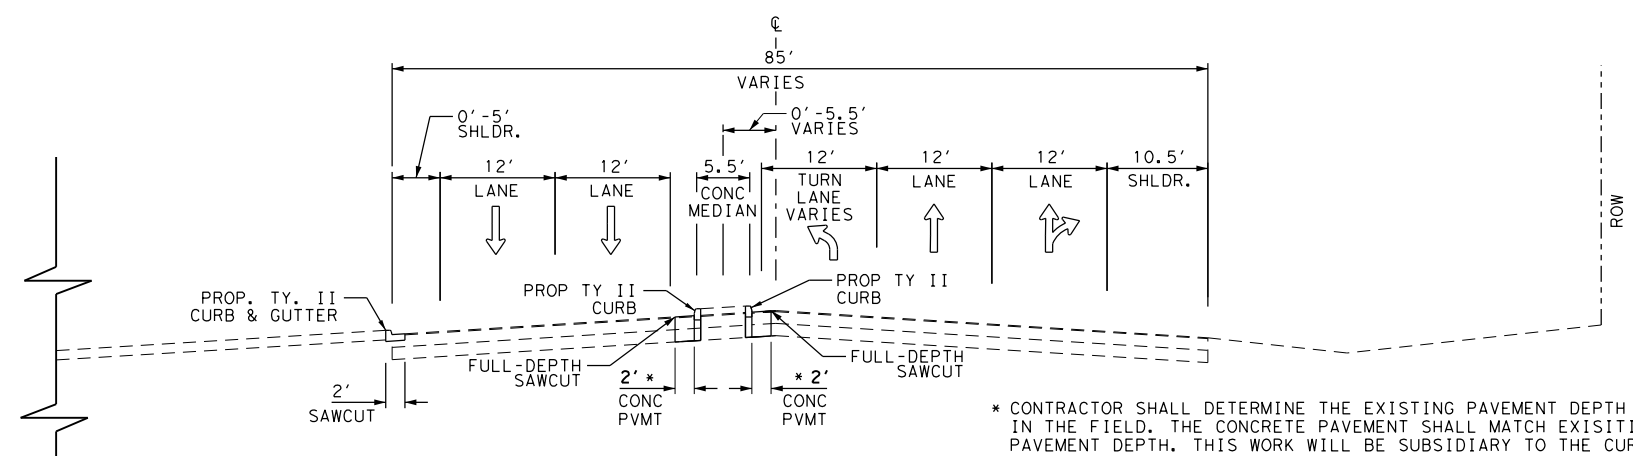 ℄
85'
VARIES
0'-5'
SHLDR.
0'-5.5'
VARIES
12'
LANE
12'
LANE
5.5'
CONC
MEDIAN
12'
TURN
LANE
VARIES
12'
LANE
12'
LANE
10.5'
SHLDR.
ROW
PROP. TY. II
CURB & GUTTER
PROP TY II
CURB
PROP TY II
CURB
FULL-DEPTH
SAWCUT
FULL-DEPTH
SAWCUT
2'
SAWCUT
2' *
CONC
PVMT
* 2'
CONC
PVMT
* CONTRACTOR SHALL DETERMINE THE EXISTING PAVEMENT DEPTH
IN THE FIELD. THE CONCRETE PAVEMENT SHALL MATCH EXISITI
PAVEMENT DEPTH. THIS WORK WILL BE SUBSIDIARY TO THE CUR